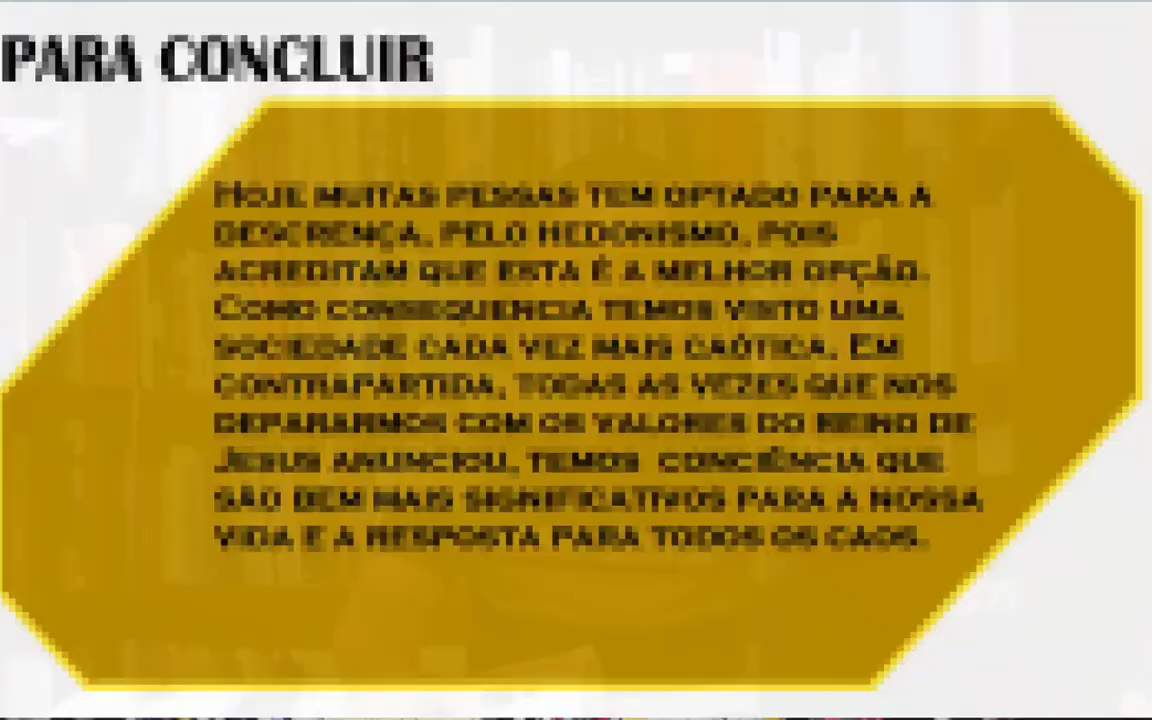 PARA CONCLUIR
HOJE MUITAS PESSAS TEM OPTADO PARA A
DESCRENÇA, PELO HEDONISMO, POIS
ACREDITAM QUE ESTA É A MELHOR OPÇÃO.
COMO CONSEQUENCIA TEMOS VISTO UMA
SOCIEDADE CADA VEZ MAIS CAÓTICA. EM
CONTRAPARTIDA, TODAS AS VEZES QUE NOS
DEPARARMOS COM OS VALORES DO REINO DE
JESUS ANUNCIOU, TEMOS CONCIÊNCIA QUE
SÃO BEM MAIS SIGNIFICATIVOS PARA A NOSSA
VIDA E A RESPOSTA PARA TODOS OS CAOS.